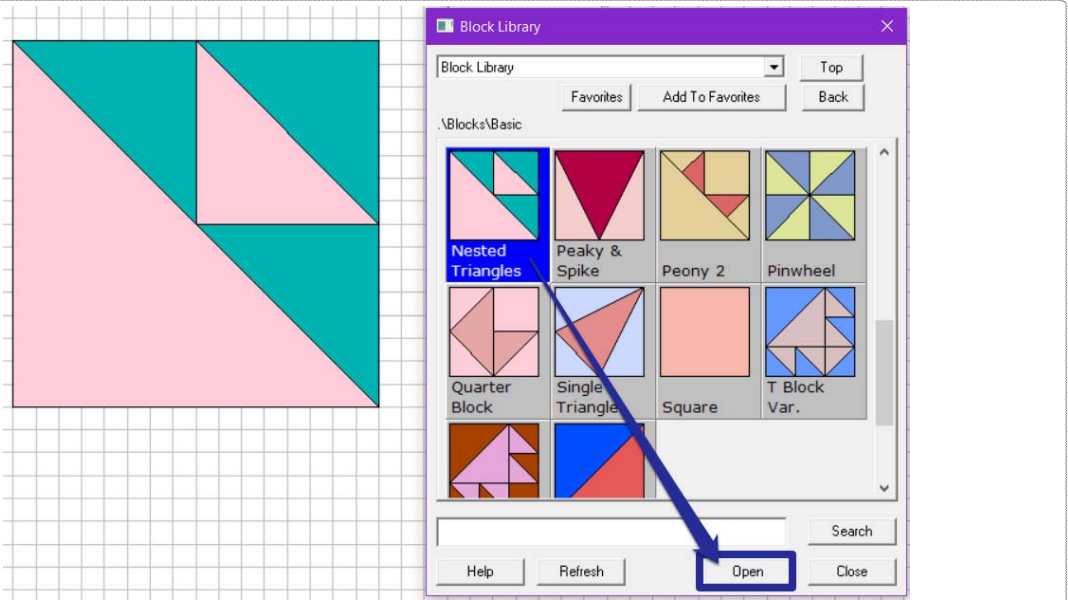 Block Library
Block Library
Top
Favorites
Add To Favorites
Back
.\Blocks\Basic
Nested
Triangles
Peaky &
Spike
Peony 2
Pinwheel
Quarter
Block
Single
Triangle
Square
T Block
Var.
Search
Help
Refresh
Open
Close